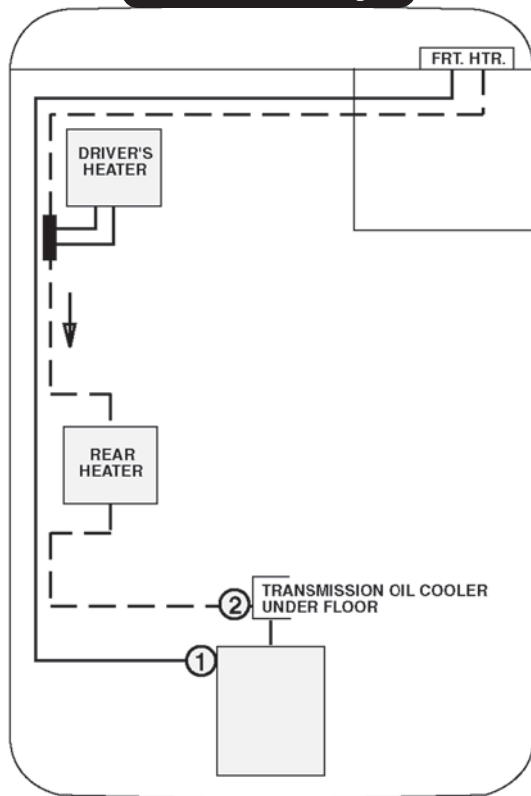 FRT. HTR.
DRIVER'S
HEATER
REAR
HEATER
2
TRANSMISSION OIL COOLER
UNDER FLOOR
1